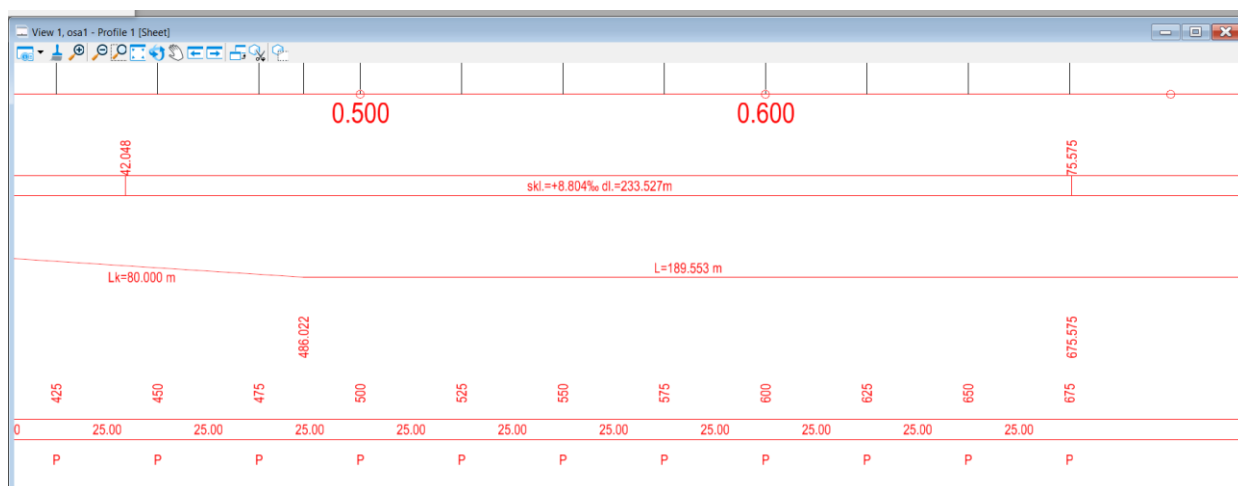 View 1, osa1 - Profile 1 [Sheet]
0.500 0.600
42.048 75.575
skl.=+8.804‰ dl.=233.527m
Lk=80.000 m L=189.553 m
486.022 675.575
425 450 475 500 525 550 575 600 625 650 675
0 25.00 25.00 25.00 25.00 25.00 25.00 25.00 25.00 25.00 25.00
P P P P P P P P P P P